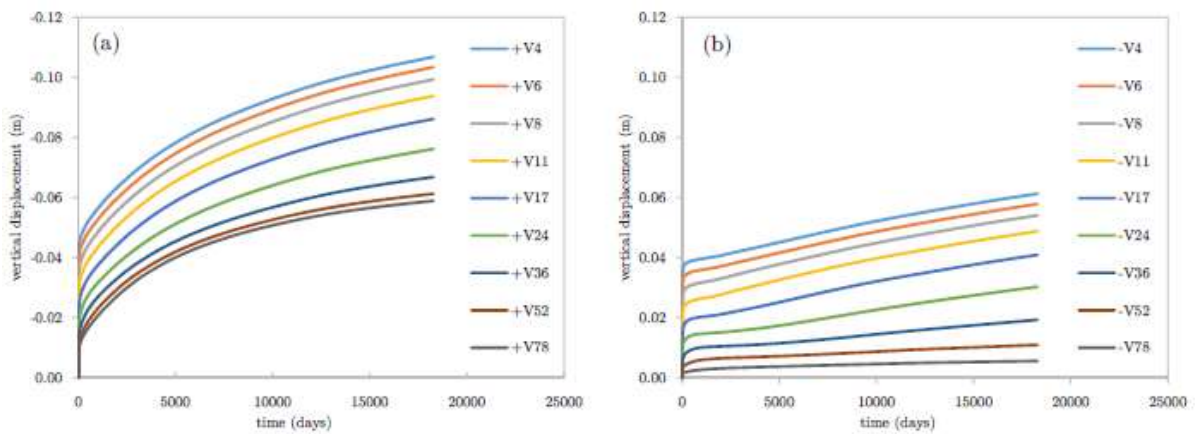 (a)
-0.12
-0.10
-0.08
-0.06
-0.04
-0.02
0.00
vertical displacement (m)
0 5000 10000 15000 20000 25000
time (days)
+V4
+V6
+V8
+V11
+V17
+V24
+V36
+V52
+V78
(b)
0.12
0.10
0.08
0.06
0.04
0.02
0.00
vertical displacement (m)
0 5000 10000 15000 20000 25000
time (days)
-V4
-V6
-V8
-V11
-V17
-V24
-V36
-V52
-V78